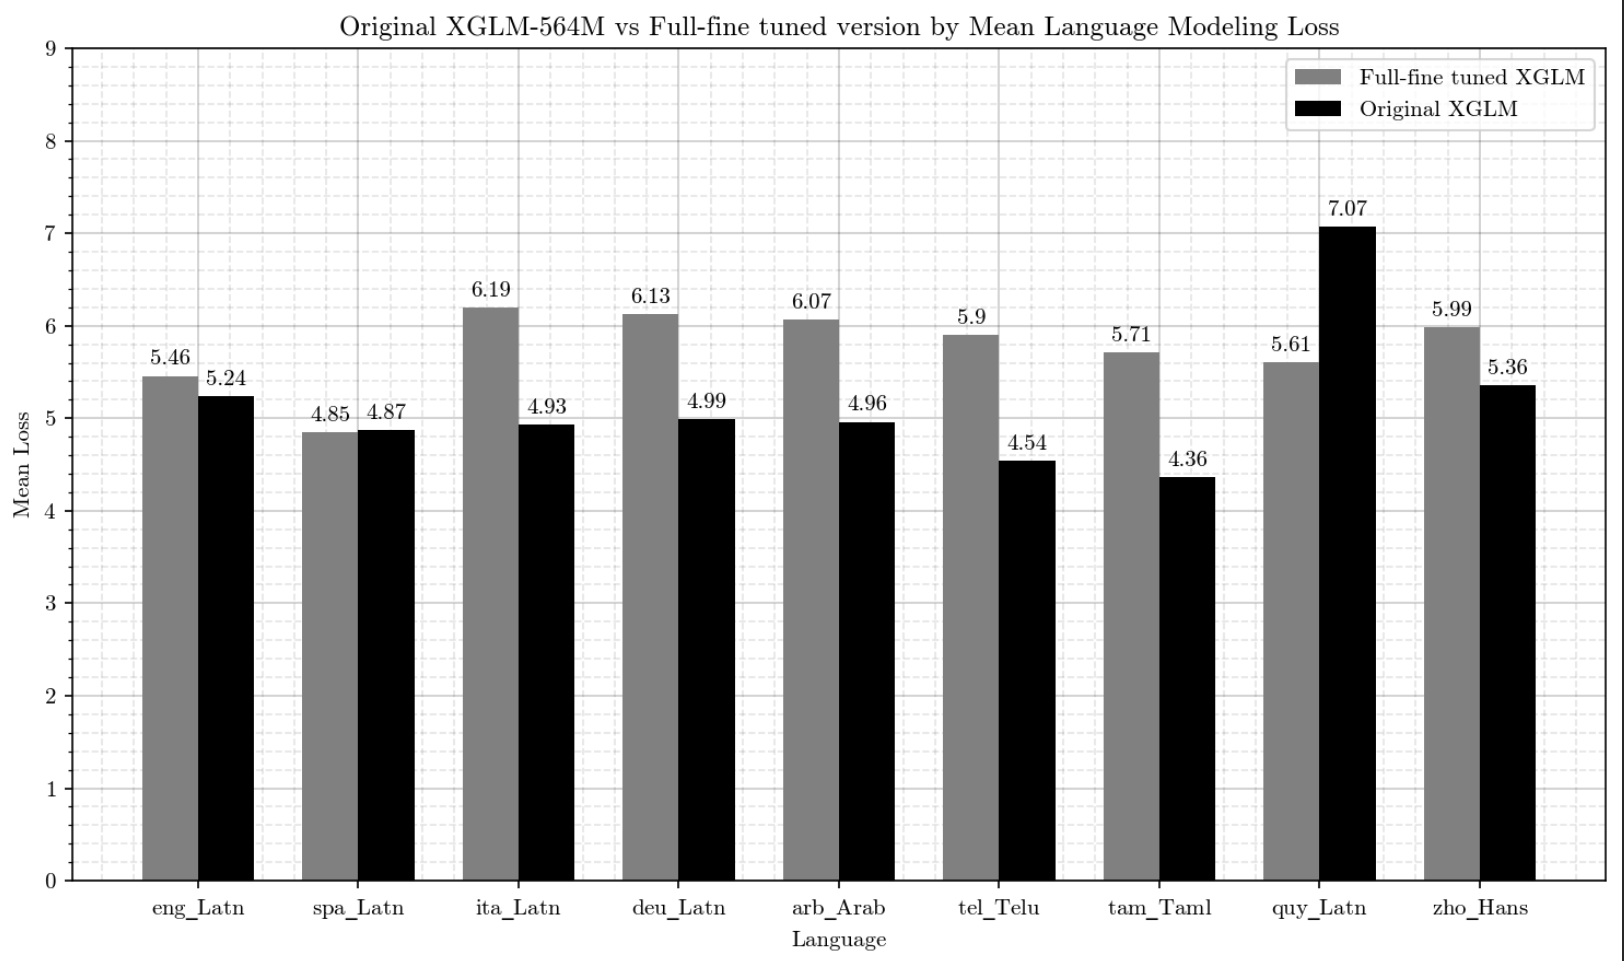 Original XGLM-564M vs Full-fine tuned version by Mean Language Modeling Loss
Full-fine tuned XGLM
Original XGLM
Mean Loss
9
8
7
6
5
4
3
2
1
0
5.46
5.24
4.85
4.87
6.19
4.93
6.13
4.99
6.07
4.96
5.9
4.54
5.71
4.36
5.61
7.07
5.99
5.36
eng_Latn
spa_Latn
ita_Latn
deu_Latn
arb_Arab
tel_Telu
tam_Taml
quy_Latn
zho_Hans
Language